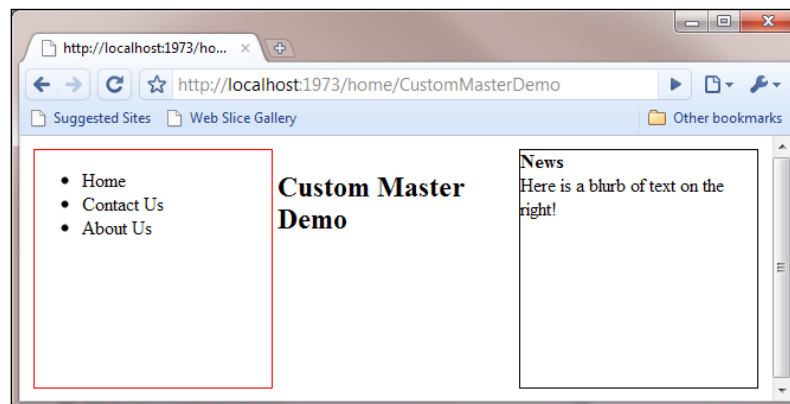 http://localhost:1973/ho...
http://localhost:1973/home/CustomMasterDemo
Suggested Sites
Web Slice Gallery
Other bookmarks
Home
Contact Us
About Us
Custom Master
Demo
News
Here is a blurb of text on the
right!